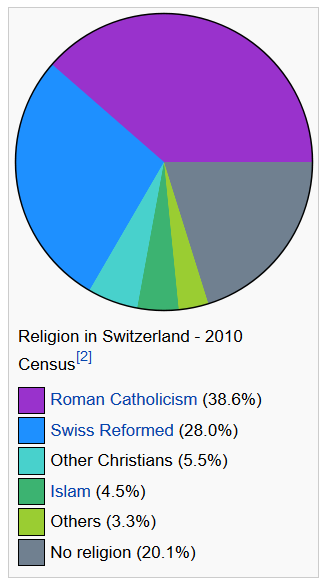 Religion in Switzerland - 2010
Census[2]
Roman Catholicism (38.6%)
Swiss Reformed (28.0%)
Other Christians (5.5%)
Islam (4.5%)
Others (3.3%)
No religion (20.1%)